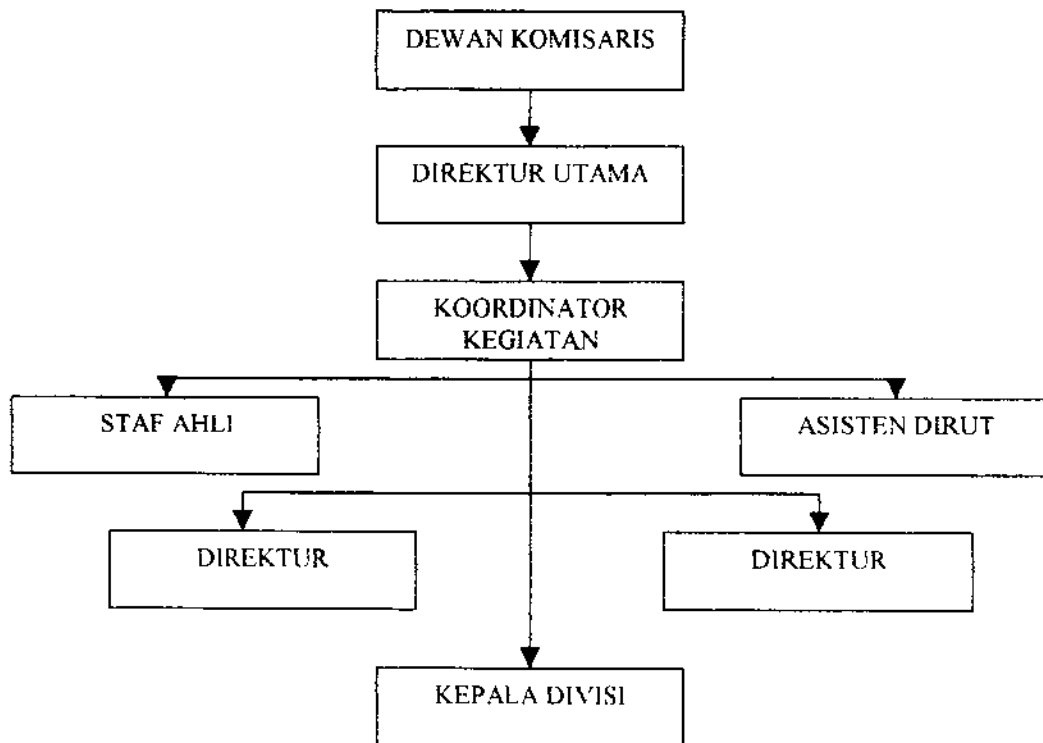 DEWAN KOMISARIS
DIREKTUR UTAMA
KOORDINATOR
KEGIATAN
STAF AHLI
ASISTEN DIRUT
DIREKTUR
DIREKTUR
KEPALA DIVISI